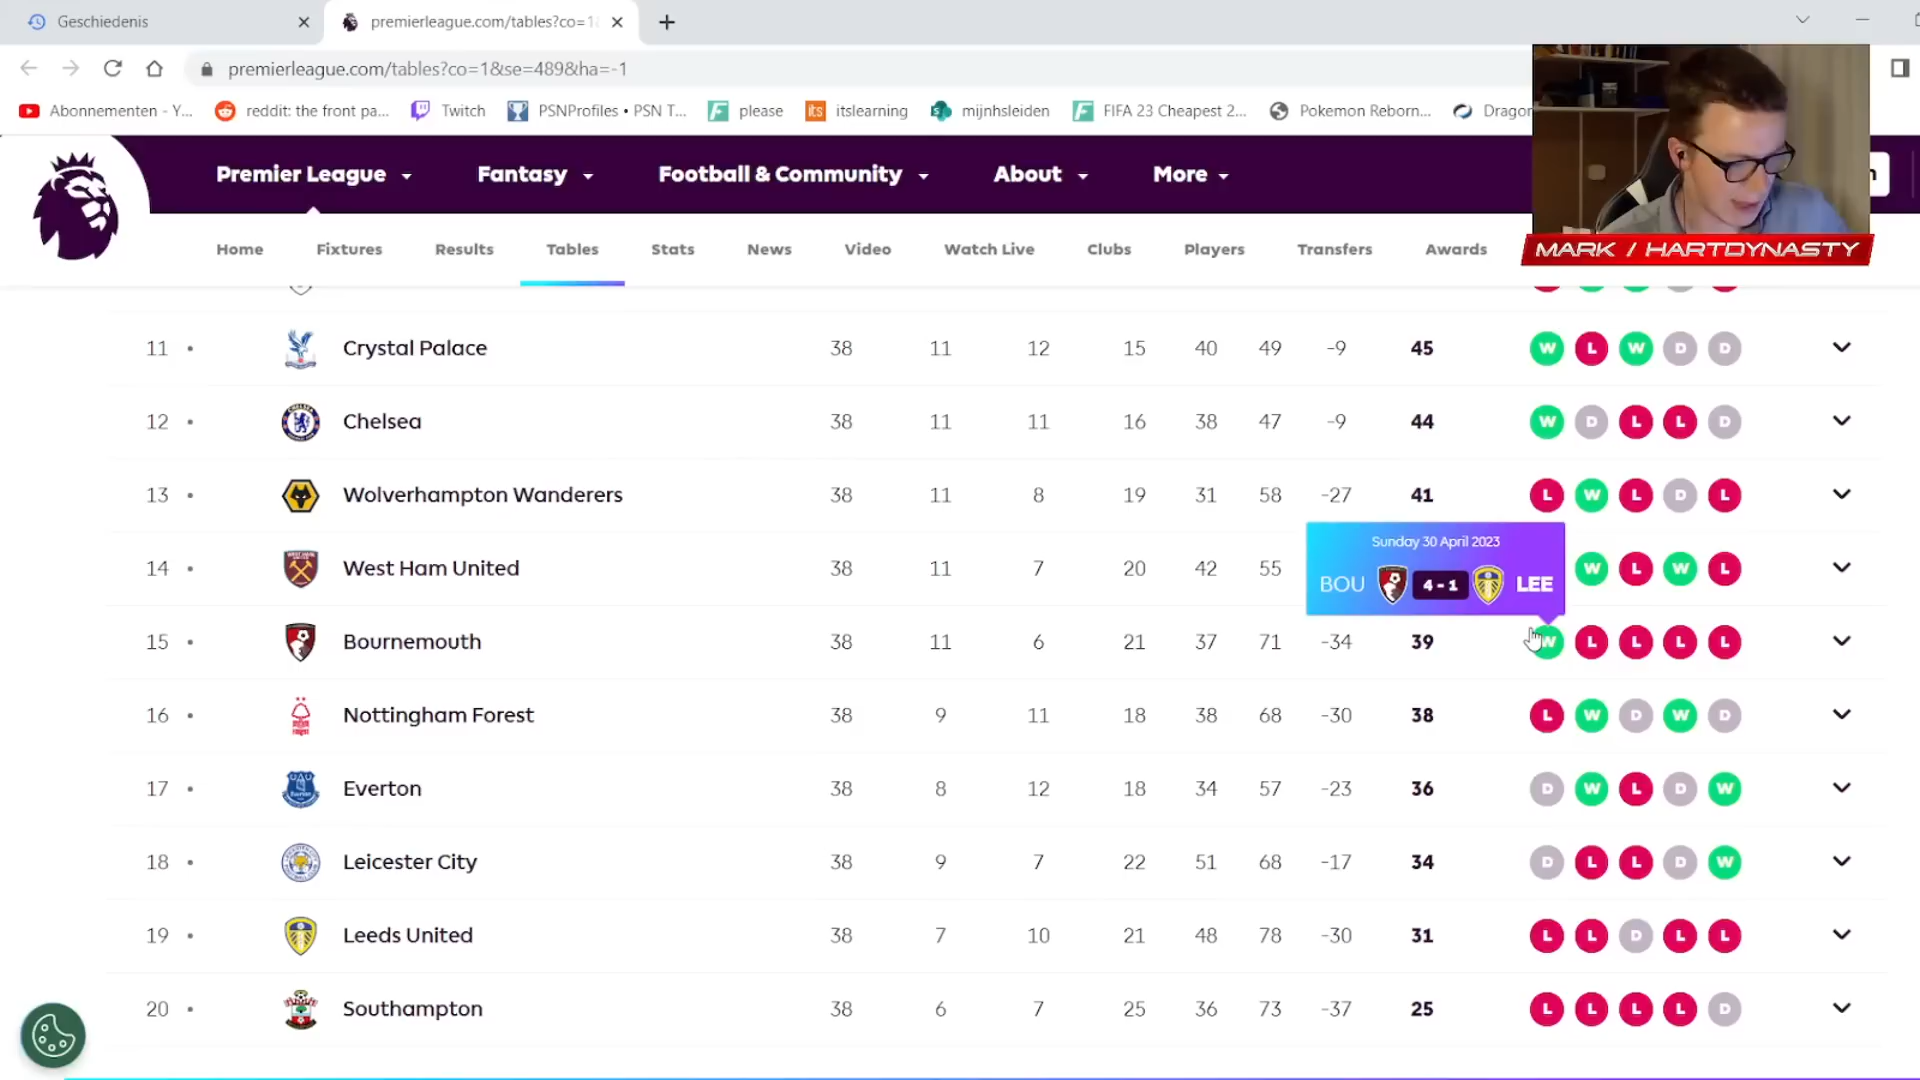 Geschiedenis
premierleague.com/tables?co=1&
premierleague.com/tables?co=1&se=489&ha=-1
Abonnementen - Y... reddit: the front pa... Twitch PSNProfiles • PSN T... please itslearning mijnhsleiden FIFA 23 Cheapest 2... Pokemon Reborn... Dragon
Premier League Fantasy Football & Community About More
Home Fixtures Results Tables Stats News Video Watch Live Clubs Players Transfers Awards
MARK / HARTDYNASTY
11 Crystal Palace 38 11 12 15 40 49 -9 45 W L W D D
12 Chelsea 38 11 11 16 38 47 -9 44 W D L L D
13 Wolverhampton Wanderers 38 11 8 19 31 58 -27 41 L W L D L
Sunday 30 April 2023
BOU 4 - 1 LEE
14 West Ham United 38 11 7 20 42 55 W L W L
15 Bournemouth 38 11 6 21 37 71 -34 39 W L L L L
16 Nottingham Forest 38 9 11 18 38 68 -30 38 L W D W D
17 Everton 38 8 12 18 34 57 -23 36 D W L D W
18 Leicester City 38 9 7 22 51 68 -17 34 D L L D W
19 Leeds United 38 7 10 21 48 78 -30 31 L L D L L
20 Southampton 38 6 7 25 36 73 -37 25 L L L L D